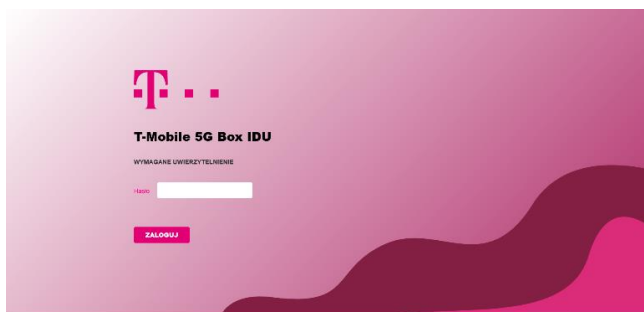 T
T-Mobile 5G Box IDU
WYMAGANE UWIERZYTELNIENIE
Hasło
ZALOGUJ